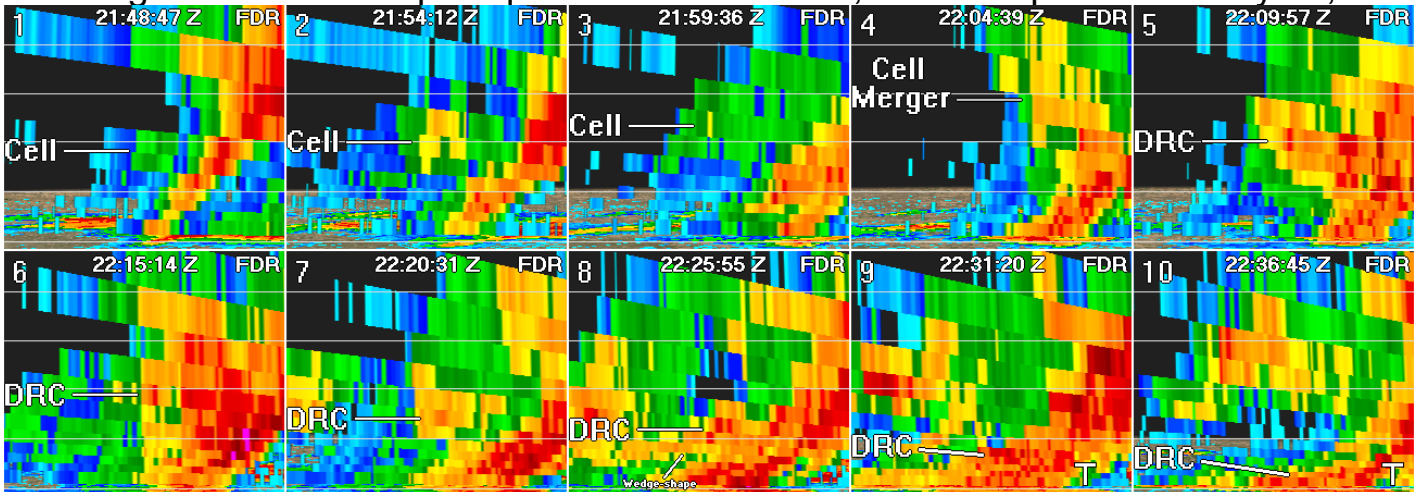 1 21:48:47 Z FDR
Cell
2 21:54:12 Z FDR
Cell
3 21:59:36 Z FDR
Cell
4 22:04:39 Z FDR
Cell
Merger
5 22:09:57 Z FDR
DRC
6 22:15:14 Z FDR
DRC
7 22:20:31 Z FDR
DRC
8 22:25:55 Z FDR
DRC
Wedge-shape
9 22:31:20 Z FDR
DRC
T
10 22:36:45 Z FDR
DRC
T